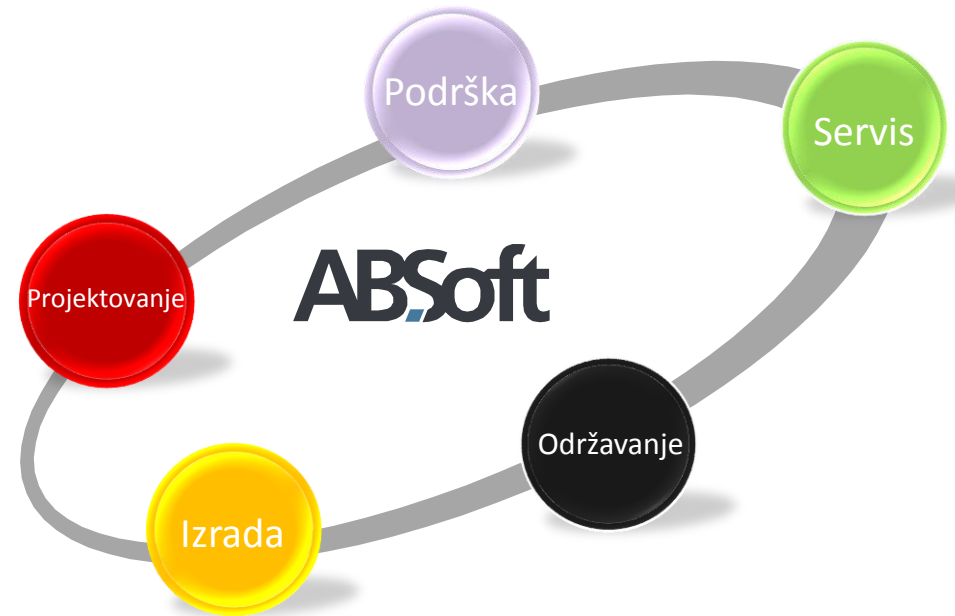 Podrška
Servis
Projektovanje
ABSoft
Održavanje
Izrada